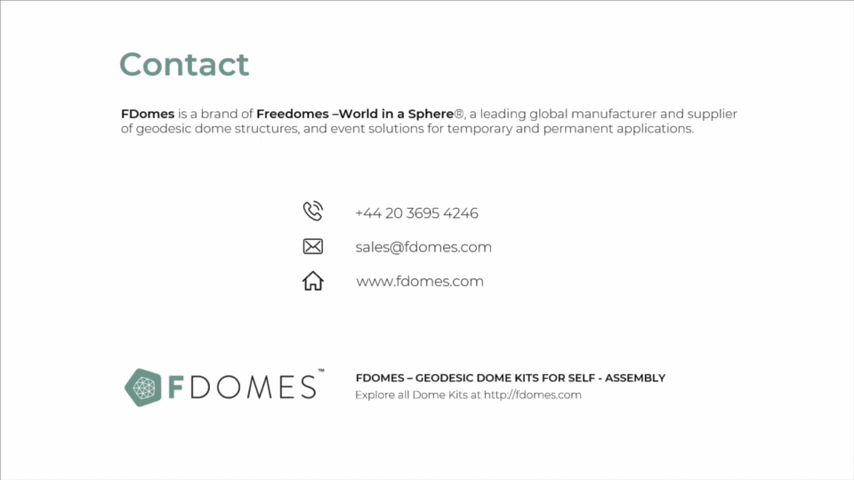 Contact
FDomes is a brand of Freedomes –World in a Sphere®, a leading global manufacturer and supplier
of geodesic dome structures, and event solutions for temporary and permanent applications.
+44 20 3695 4246
sales@fdomes.com
www.fdomes.com
FDOMES™
FDOMES – GEODESIC DOME KITS FOR SELF - ASSEMBLY
Explore all Dome Kits at http://fdomes.com